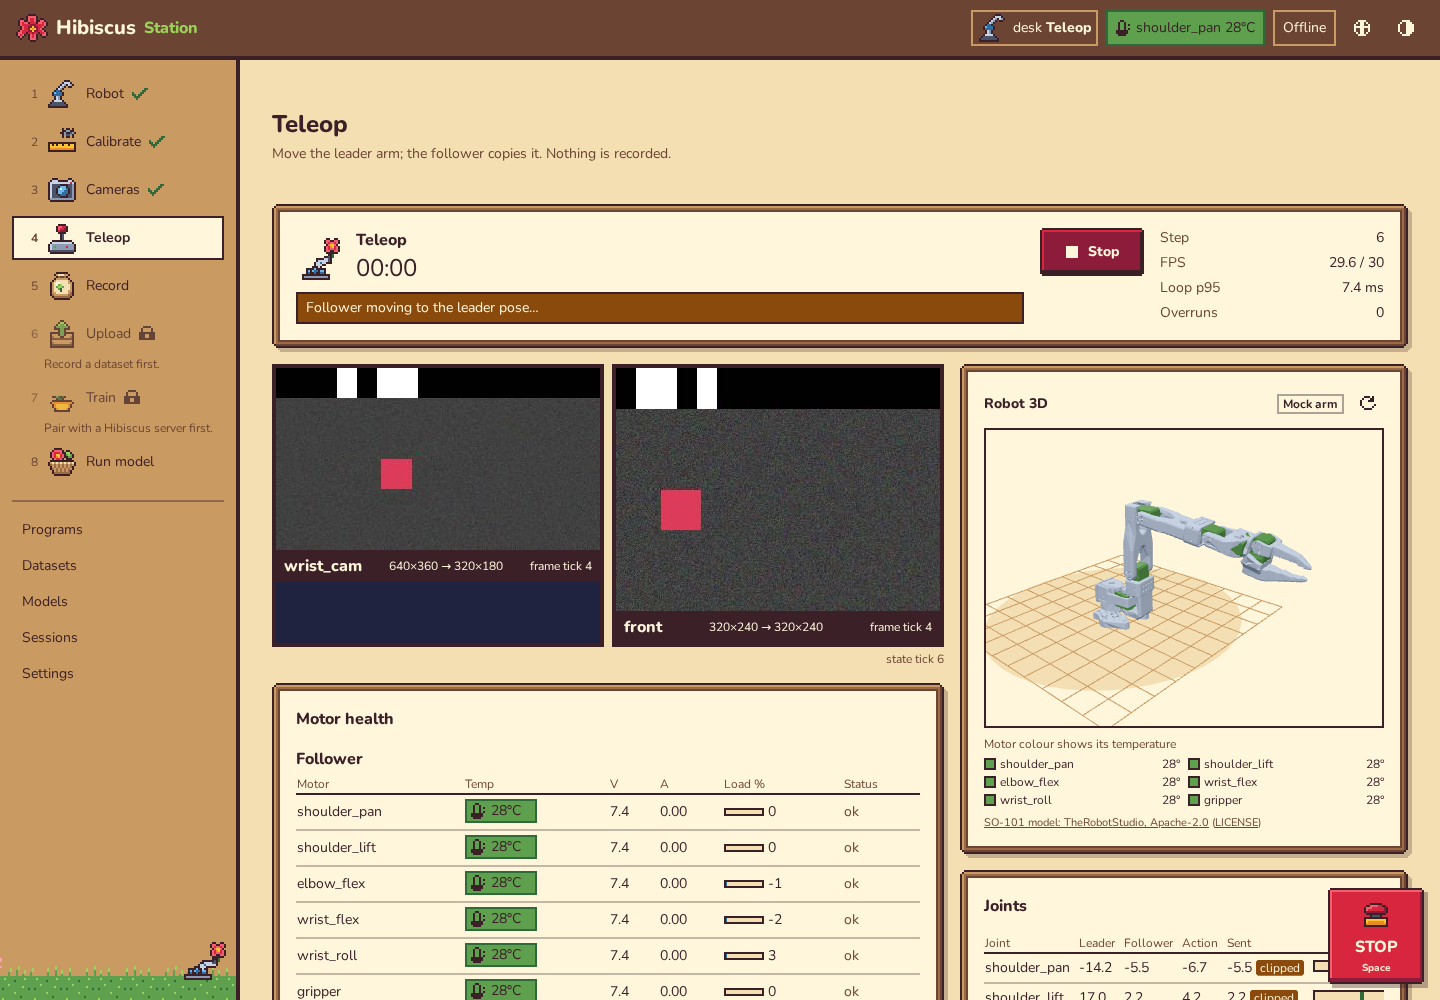 Hibiscus Station
desk Teleop
shoulder_pan 28°C
Offline
1 Robot
2 Calibrate
3 Cameras
4 Teleop
5 Record
6 Upload
Record a dataset first.
7 Train
Pair with a Hibiscus server first.
8 Run model
Programs
Datasets
Models
Sessions
Settings
Teleop
Move the leader arm; the follower copies it. Nothing is recorded.
Teleop
00:00
Follower moving to the leader pose...
Stop
Step 6
FPS 29.6 / 30
Loop p95 7.4 ms
Overruns 0
wrist_cam 640×360 → 320×180 frame tick 4
front 320×240 → 320×240 frame tick 4
state tick 6
Motor health
Follower
Motor Temp V A Load % Status
shoulder_pan 28°C 7.4 0.00 0 ok
shoulder_lift 28°C 7.4 0.00 0 ok
elbow_flex 28°C 7.4 0.00 -1 ok
wrist_flex 28°C 7.4 0.00 -2 ok
wrist_roll 28°C 7.4 0.00 3 ok
gripper 28°C 7.4 0.00 0 ok
Robot 3D
Mock arm
Motor colour shows its temperature
shoulder_pan 28° shoulder_lift 28°
elbow_flex 28° wrist_flex 28°
wrist_roll 28° gripper 28°
SO-101 model: TheRobotStudio, Apache-2.0 (LICENSE)
Joints
Joint Leader Follower Action Sent
shoulder_pan -14.2 -5.5 -6.7 -5.5 clipped
shoulder_lift 17.0 2.2 4.2 2.2 clipped
STOP
Space